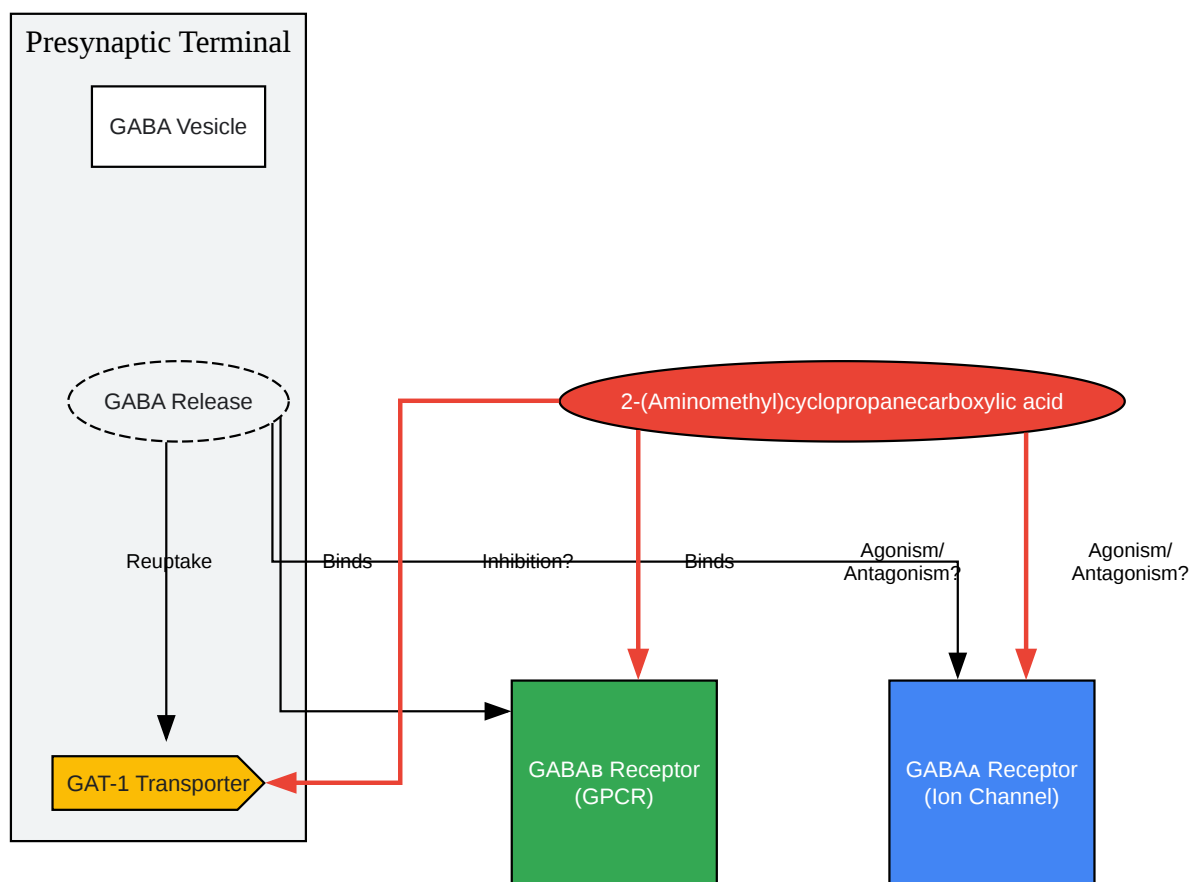 Presynaptic Terminal
GABA Vesicle
GABA Release
2-(Aminomethyl)cyclopropanecarboxylic acid
Reuptake
Binds
Inhibition?
Binds
Agonism/
Antagonism?
Agonism/
Antagonism?
GAT-1 Transporter
GABAʙ Receptor
(GPCR)
GABAᴀ Receptor
(Ion Channel)